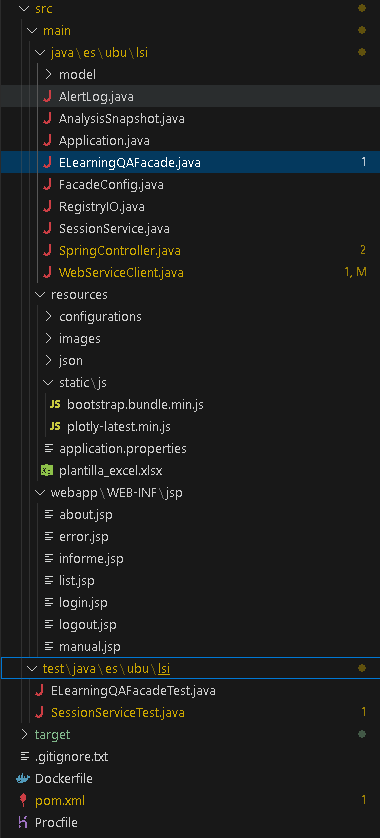 src
main
java\es\ubu\lsi
model
AlertLog.java
AnalysisSnapshot.java
Application.java
ELearningQAFacade.java 1
FacadeConfig.java
RegistryIO.java
SessionService.java
SpringController.java 2
WebServiceClient.java 1, M
resources
configurations
images
json
static\js
JS bootstrap.bundle.min.js
JS plotly-latest.min.js
application.properties
plantilla_excel.xlsx
webapp\WEB-INF\jsp
about.jsp
error.jsp
informe.jsp
list.jsp
login.jsp
logout.jsp
manual.jsp
test\java\es\ubu\lsi
ELearningQAFacadeTest.java
SessionServiceTest.java 1
target
.gitignore.txt
Dockerfile
pom.xml 1
Procfile